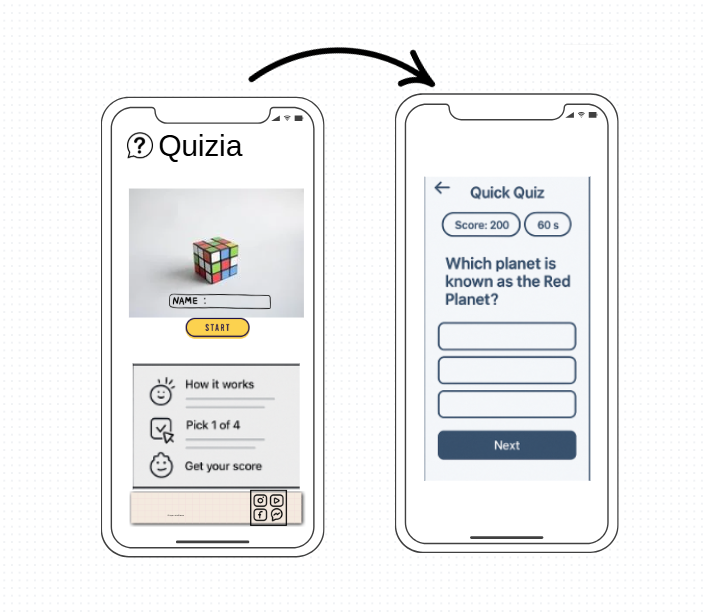 Quizia
NAME :
START
How it works
Pick 1 of 4
Get your score
Quick Quiz
Score: 200
60 s
Which planet is
known as the Red
Planet?
Next